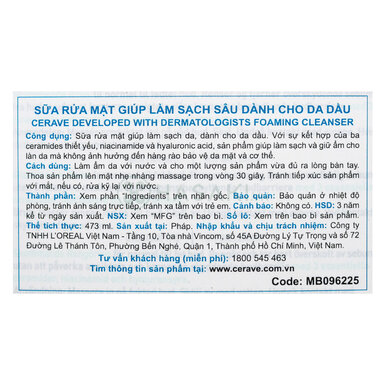 SỮA RỬA MẶT GIÚP LÀM SẠCH SÂU DÀNH CHO DA DẦU
CERAVE DEVELOPED WITH DERMATOLOGISTS FOAMING CLEANSER
Công dụng: Sữa rửa mặt giúp làm sạch da, dành cho da dầu. Với sự kết hợp của ba
ceramides thiết yếu, niacinamide và hyaluronic acid, sản phẩm giúp làm sạch và giữ ẩm cho
làn da mà không ảnh hưởng đến hàng rào bảo vệ da mặt và cơ thể.
Cách dùng: Làm ẩm da với nước và cho một lượng sản phẩm vừa đủ ra lòng bàn tay.
Thoa sản phẩm lên mặt nhẹ nhàng massage trong vòng 30 giây. Tránh tiếp xúc sản phẩm
với mắt, nếu có, rửa kỹ lại với nước.
Thành phần: Xem phần "Ingredients" trên nhãn gốc. Bảo quản: Bảo quản ở nhiệt độ
phòng, tránh ánh sáng trực tiếp, tránh xa tầm tay trẻ em. Cảnh báo: Không có. HSD: 3 năm
kể từ ngày sản xuất. NSX: Xem "MFG" trên bao bì. Số lô: Xem trên bao bì sản phẩm.
Thể tích thực: 473 ml. Sản xuất tại: Pháp. Nhập khẩu và chịu trách nhiệm: Công ty
TNHH L'OREAL Việt Nam - Tầng 10, Tòa nhà Vincom, số 45A Đường Lý Tự Trọng và số 72
Đường Lê Thánh Tôn, Phường Bến Nghé, Quận 1, Thành Phố Hồ Chí Minh, Việt Nam.
Tư vấn khách hàng (miễn phí): 1800 545 463
Tìm thông tin sản phẩm tại: www.cerave.com.vn
Code: MB096225